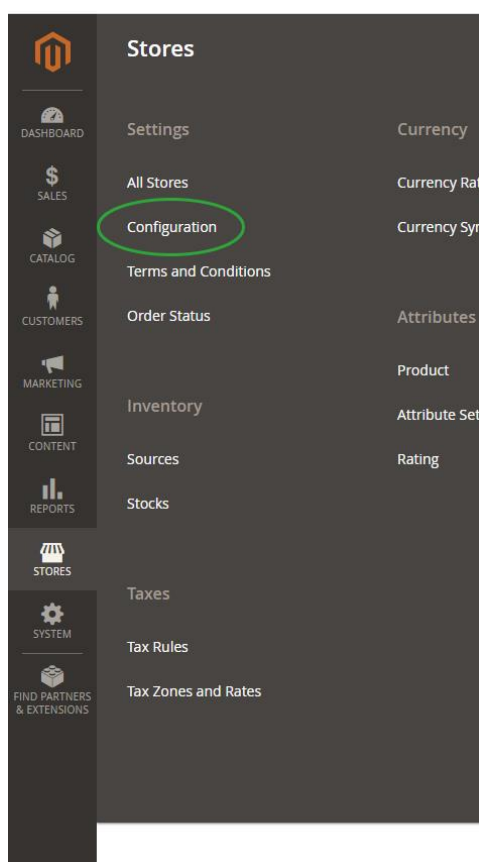 Stores
DASHBOARD
SALES
CATALOG
CUSTOMERS
MARKETING
CONTENT
REPORTS
STORES
SYSTEM
FIND PARTNERS
& EXTENSIONS
Settings
All Stores
Configuration
Terms and Conditions
Order Status
Inventory
Sources
Stocks
Taxes
Tax Rules
Tax Zones and Rates
Currency
Currency Rat
Currency Syr
Attributes
Product
Attribute Set
Rating